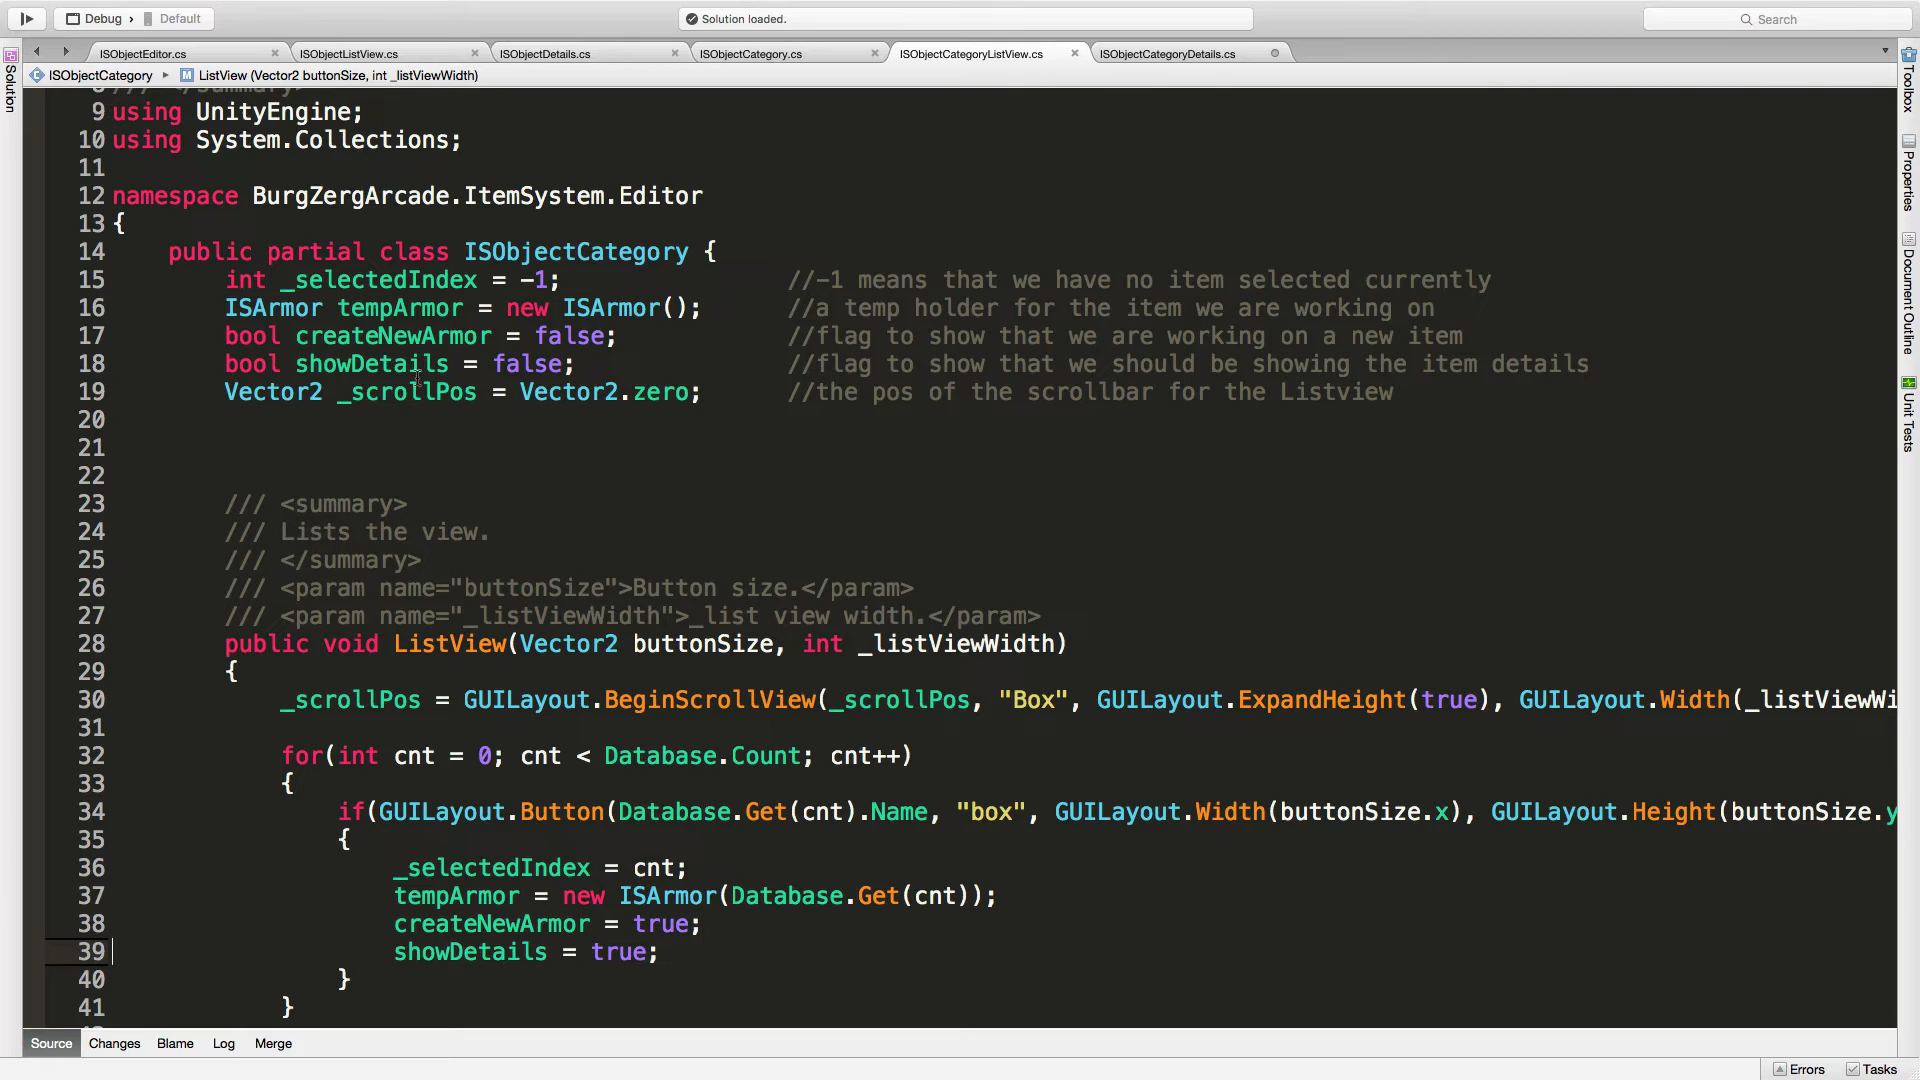 Debug › Default
Solution loaded.
Search
ISObjectEditor.cs
ISObjectListView.cs
ISObjectDetails.cs
ISObjectCategory.cs
ISObjectCategoryListView.cs
ISObjectCategoryDetails.cs
ISObjectCategory
ListView (Vector2 buttonSize, int _listViewWidth)
9 using UnityEngine;
10 using System.Collections;
11
12 namespace BurgZergArcade.ItemSystem.Editor
13 {
14 public partial class ISObjectCategory {
15 int _selectedIndex = -1; //-1 means that we have no item selected currently
16 ISArmor tempArmor = new ISArmor(); //a temp holder for the item we are working on
17 bool createNewArmor = false; //flag to show that we are working on a new item
18 bool showDetails = false; //flag to show that we should be showing the item details
19 Vector2 _scrollPos = Vector2.zero; //the pos of the scrollbar for the Listview
20
21
22
23 /// <summary>
24 /// Lists the view.
25 /// </summary>
26 /// <param name="buttonSize">Button size.</param>
27 /// <param name="_listViewWidth">_list view width.</param>
28 public void ListView(Vector2 buttonSize, int _listViewWidth)
29 {
30 _scrollPos = GUILayout.BeginScrollView(_scrollPos, "Box", GUILayout.ExpandHeight(true), GUILayout.Width(_listViewWi
31
32 for(int cnt = 0; cnt < Database.Count; cnt++)
33 {
34 if(GUILayout.Button(Database.Get(cnt).Name, "box", GUILayout.Width(buttonSize.x), GUILayout.Height(buttonSize.y
35 {
36 _selectedIndex = cnt;
37 tempArmor = new ISArmor(Database.Get(cnt));
38 createNewArmor = true;
39 showDetails = true;
40 }
41 }
Source
Changes
Blame
Log
Merge
Errors
Tasks
Solution
Toolbox
Properties
Document Outline
Unit Tests